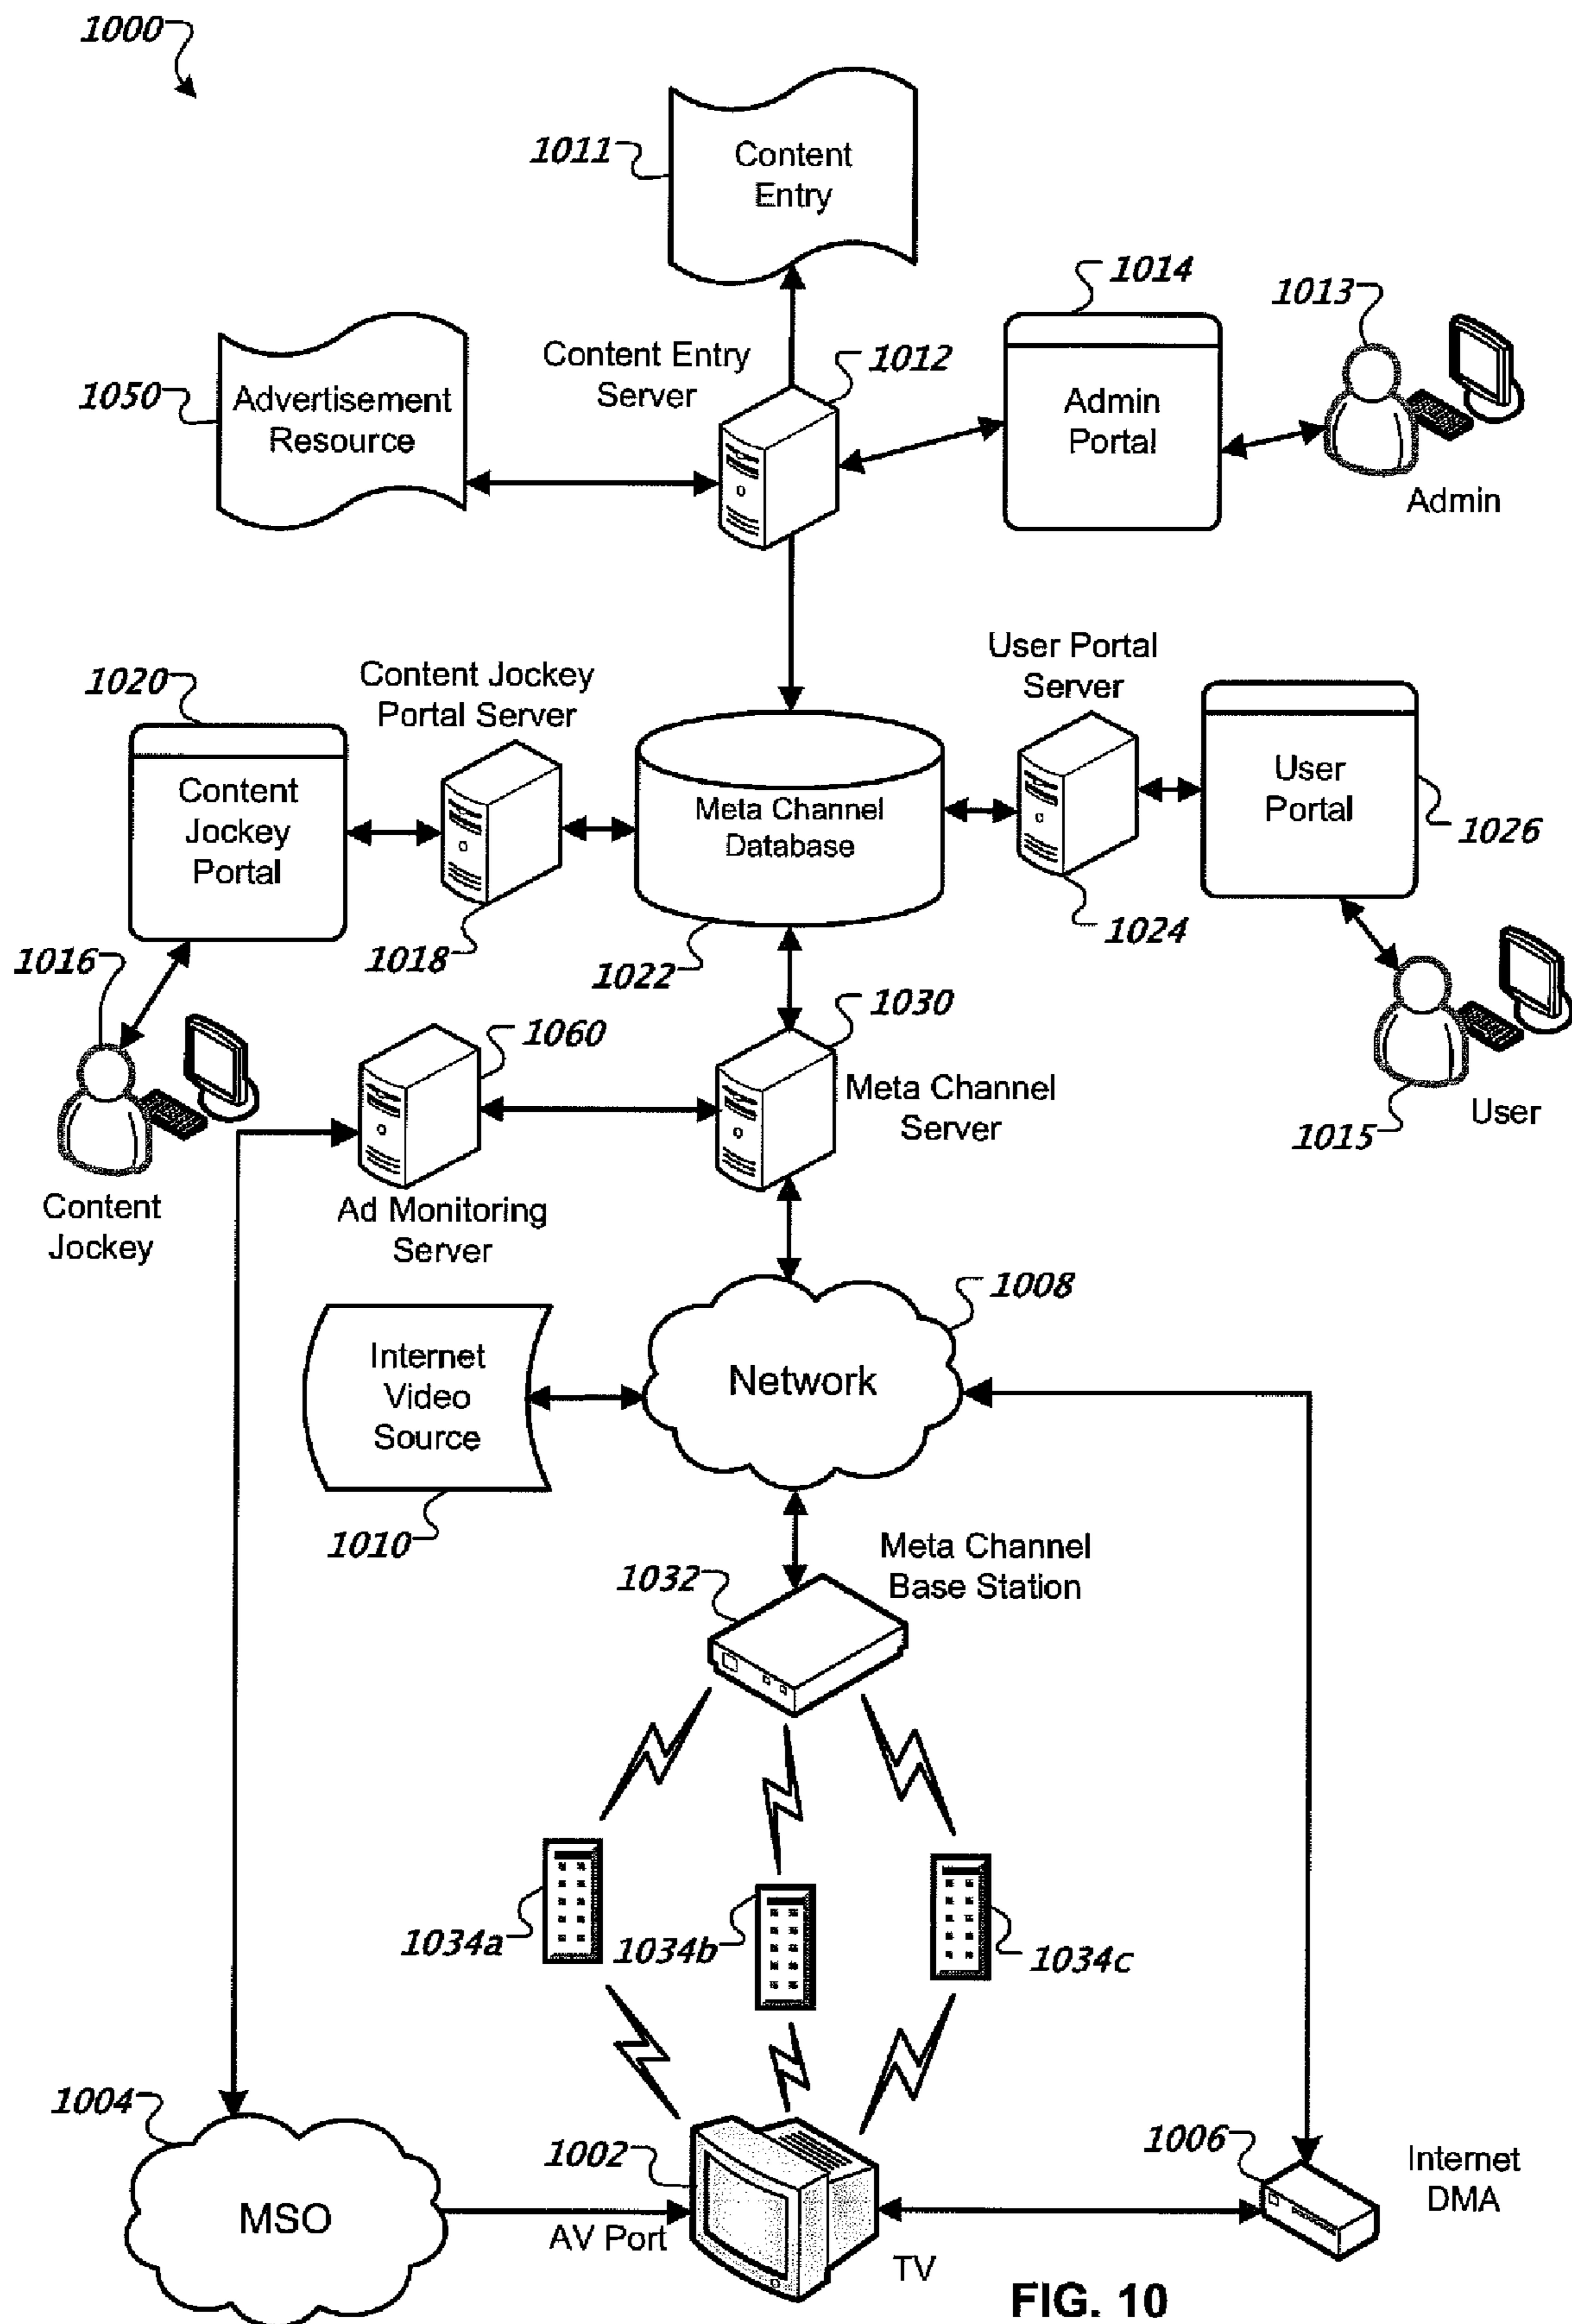 1000
1011
Content
Entry
1014
1013
Content Entry
Server
1012
1050
Advertisement
Resource
Admin
Portal
Admin
User Portal
Server
1020
Content Jockey
Portal Server
Content
Jockey
Portal
Meta Channel
Database
User
Portal
1026
1016
1018
1022
1024
1030
1060
Meta Channel
Server
1015
User
Content
Jockey
Ad Monitoring
Server
1008
Internet
Video
Source
Network
1010
Meta Channel
Base Station
1032
1034a
1034b
1034c
1004
1002
1006
Internet
DMA
MSO
AV Port
TV
FIG. 10